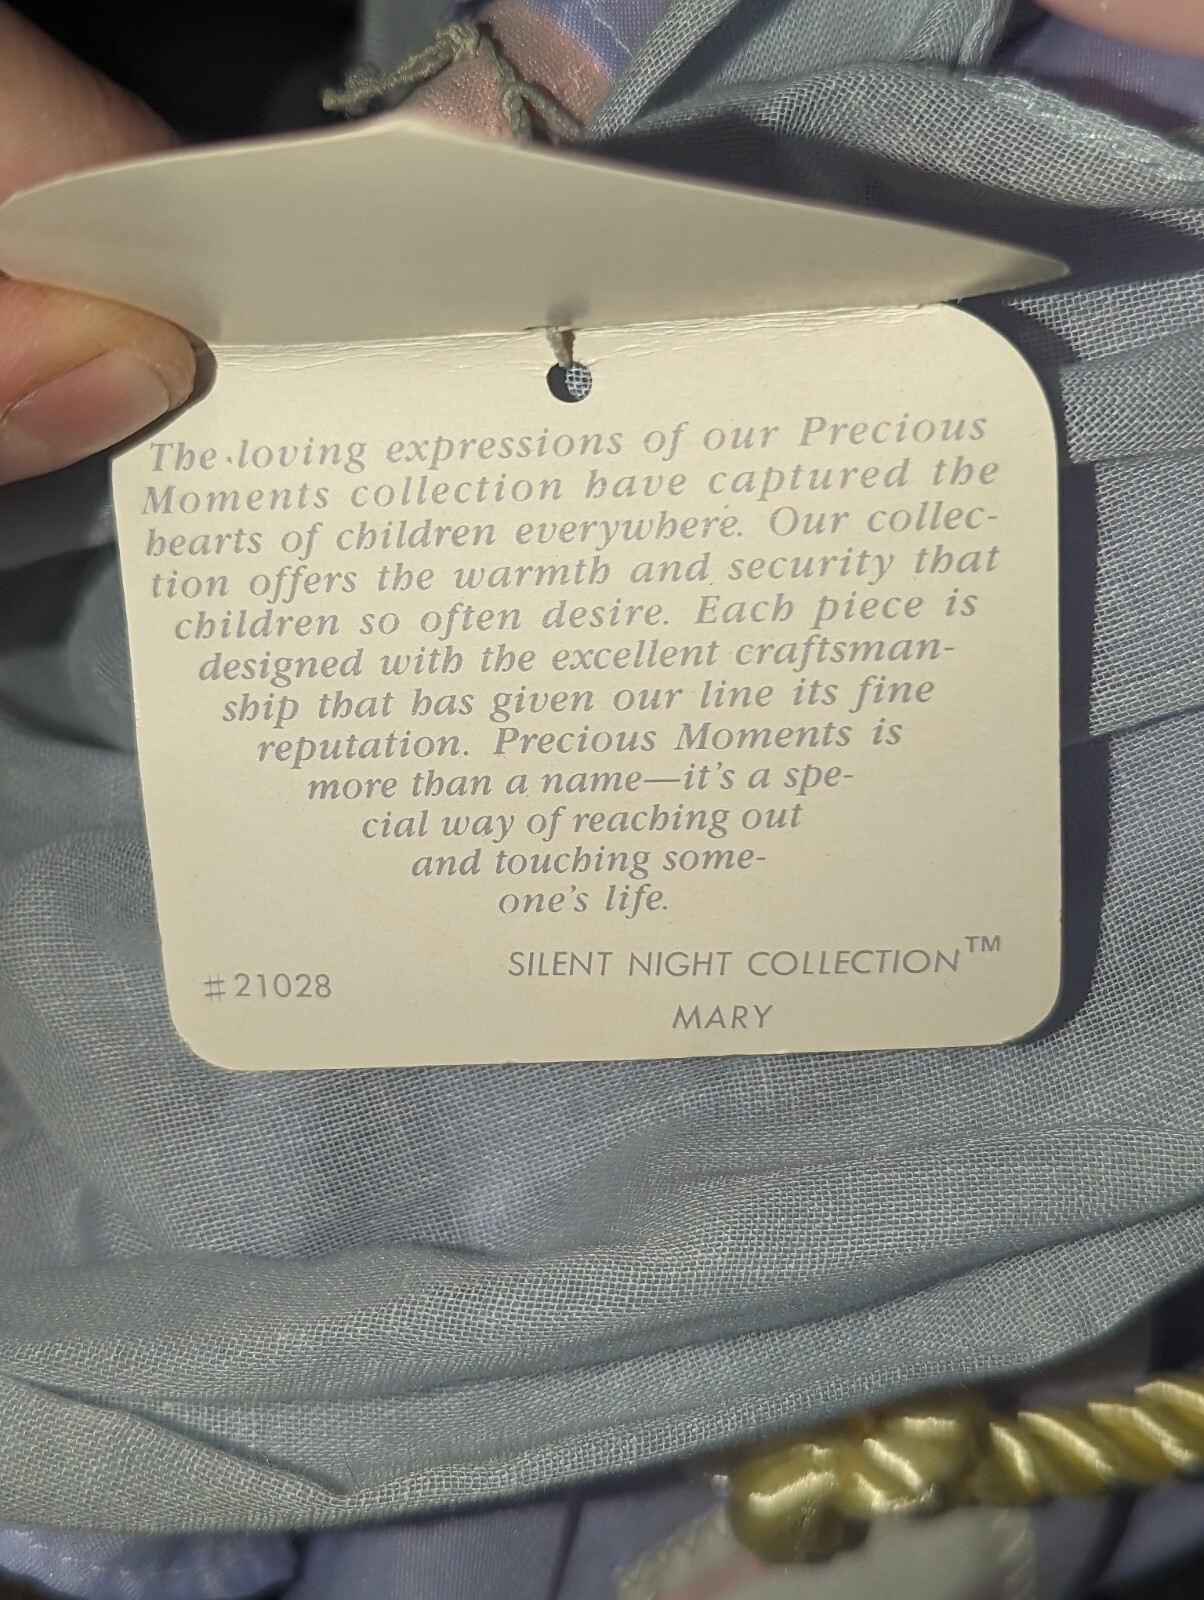 The loving expressions of our Precious
Moments collection have captured the
hearts of children everywhere. Our collec-
tion offers the warmth and security that
children so often desire. Each piece is
designed with the excellent craftsman-
ship that has given our line its fine
reputation. Precious Moments is
more than a name—it's a spe-
cial way of reaching out
and touching some-
one's life.
SILENT NIGHT COLLECTION™
#21028
MARY